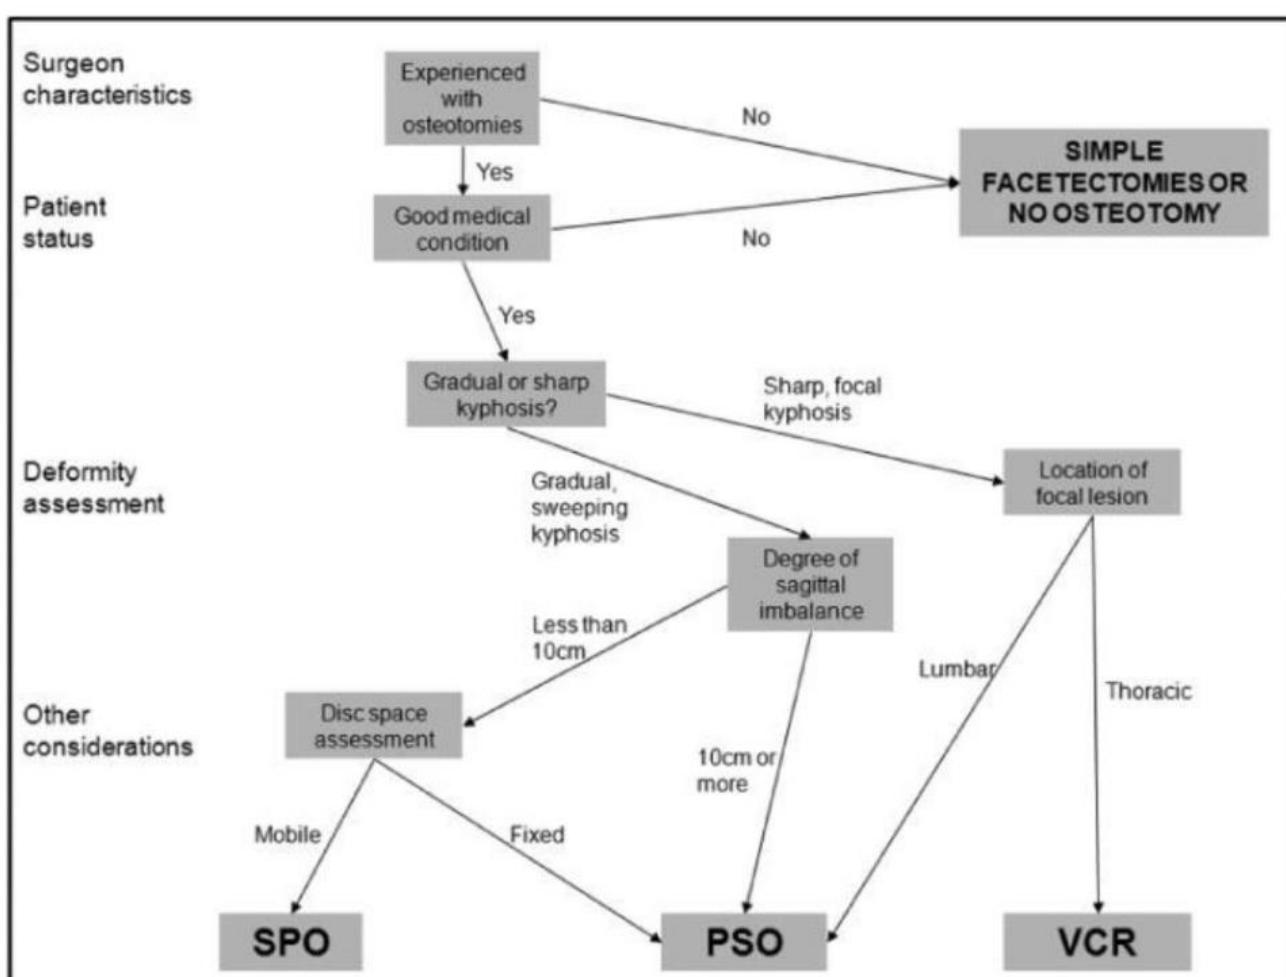 Surgeon
characteristics
Experienced
with
osteotomies
No
SIMPLE
FACETECTOMIES OR
NO OSTEOTOMY
Yes
Patient
status
Good medical
condition
No
Yes
Gradual or sharp
kyphosis?
Sharp, focal
kyphosis
Deformity
assessment
Gradual,
sweeping
kyphosis
Location of
focal lesion
Degree of
sagittal
imbalance
Less than
10cm
Lumbar
Thoracic
Other
considerations
Disc space
assessment
10cm or
more
Mobile
Fixed
SPO
PSO
VCR